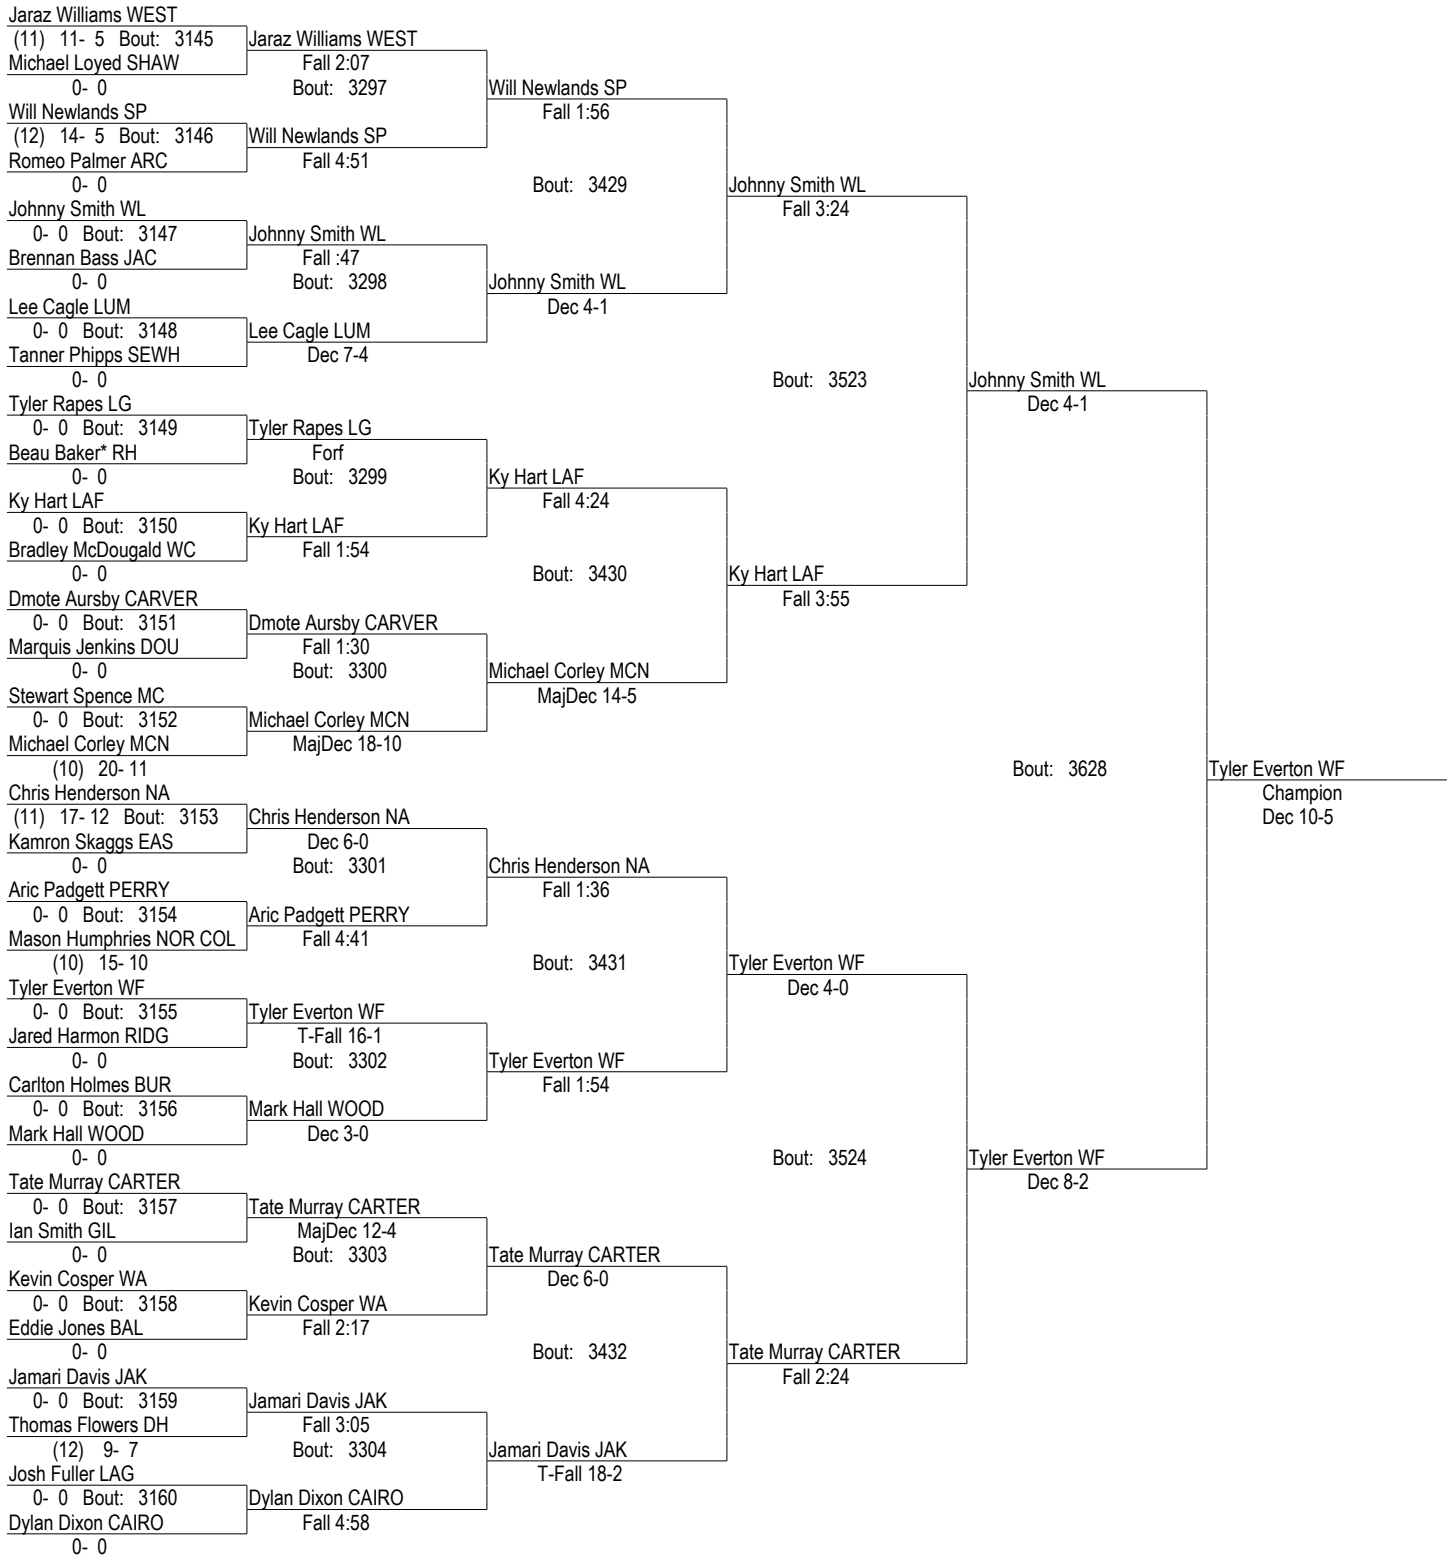 Jaraz Williams WEST
(11) 11- 5 Bout: 3145 Jaraz Williams WEST
Michael Loyed SHAW Fall 2:07
0- 0 Bout: 3297 Will Newlands SP
Will Newlands SP Fall 1:56
(12) 14- 5 Bout: 3146 Will Newlands SP
Romeo Palmer ARC Fall 4:51
0- 0 Bout: 3429 Johnny Smith WL
Johnny Smith WL Fall 3:24
0- 0 Bout: 3147 Johnny Smith WL
Brennan Bass JAC Fall :47
0- 0 Bout: 3298 Johnny Smith WL
Lee Cagle LUM Dec 4-1
0- 0 Bout: 3148 Lee Cagle LUM
Tanner Phipps SEWH Dec 7-4
0- 0 Bout: 3523 Johnny Smith WL
Tyler Rapes LG Dec 4-1
0- 0 Bout: 3149 Tyler Rapes LG
Beau Baker* RH Forf
0- 0 Bout: 3299 Ky Hart LAF
Ky Hart LAF Fall 4:24
0- 0 Bout: 3150 Ky Hart LAF
Bradley McDougald WC Fall 1:54
0- 0 Bout: 3430 Ky Hart LAF
Dmote Aursby CARVER Fall 3:55
0- 0 Bout: 3151 Dmote Aursby CARVER
Marquis Jenkins DOU Fall 1:30
0- 0 Bout: 3300 Michael Corley MCN
Stewart Spence MC MajDec 14-5
0- 0 Bout: 3152 Michael Corley MCN
Michael Corley MCN MajDec 18-10
(10) 20- 11 Bout: 3628 Tyler Everton WF
Chris Henderson NA Champion
(11) 17- 12 Bout: 3153 Chris Henderson NA Dec 10-5
Kamron Skaggs EAS Dec 6-0
0- 0 Bout: 3301 Chris Henderson NA
Aric Padgett PERRY Fall 1:36
0- 0 Bout: 3154 Aric Padgett PERRY
Mason Humphries NOR COL Fall 4:41
(10) 15- 10 Bout: 3431 Tyler Everton WF
Tyler Everton WF Dec 4-0
0- 0 Bout: 3155 Tyler Everton WF
Jared Harmon RIDG T-Fall 16-1
0- 0 Bout: 3302 Tyler Everton WF
Carlton Holmes BUR Fall 1:54
0- 0 Bout: 3156 Mark Hall WOOD
Mark Hall WOOD Dec 3-0
0- 0 Bout: 3524 Tyler Everton WF
Tate Murray CARTER Dec 8-2
0- 0 Bout: 3157 Tate Murray CARTER
Ian Smith GIL MajDec 12-4
0- 0 Bout: 3303 Tate Murray CARTER
Kevin Cosper WA Dec 6-0
0- 0 Bout: 3158 Kevin Cosper WA
Eddie Jones BAL Fall 2:17
0- 0 Bout: 3432 Tate Murray CARTER
Jamari Davis JAK Fall 2:24
0- 0 Bout: 3159 Jamari Davis JAK
Thomas Flowers DH Fall 3:05
(12) 9- 7 Bout: 3304 Jamari Davis JAK
Josh Fuller LAG T-Fall 18-2
0- 0 Bout: 3160 Dylan Dixon CAIRO
Dylan Dixon CAIRO Fall 4:58
0- 0